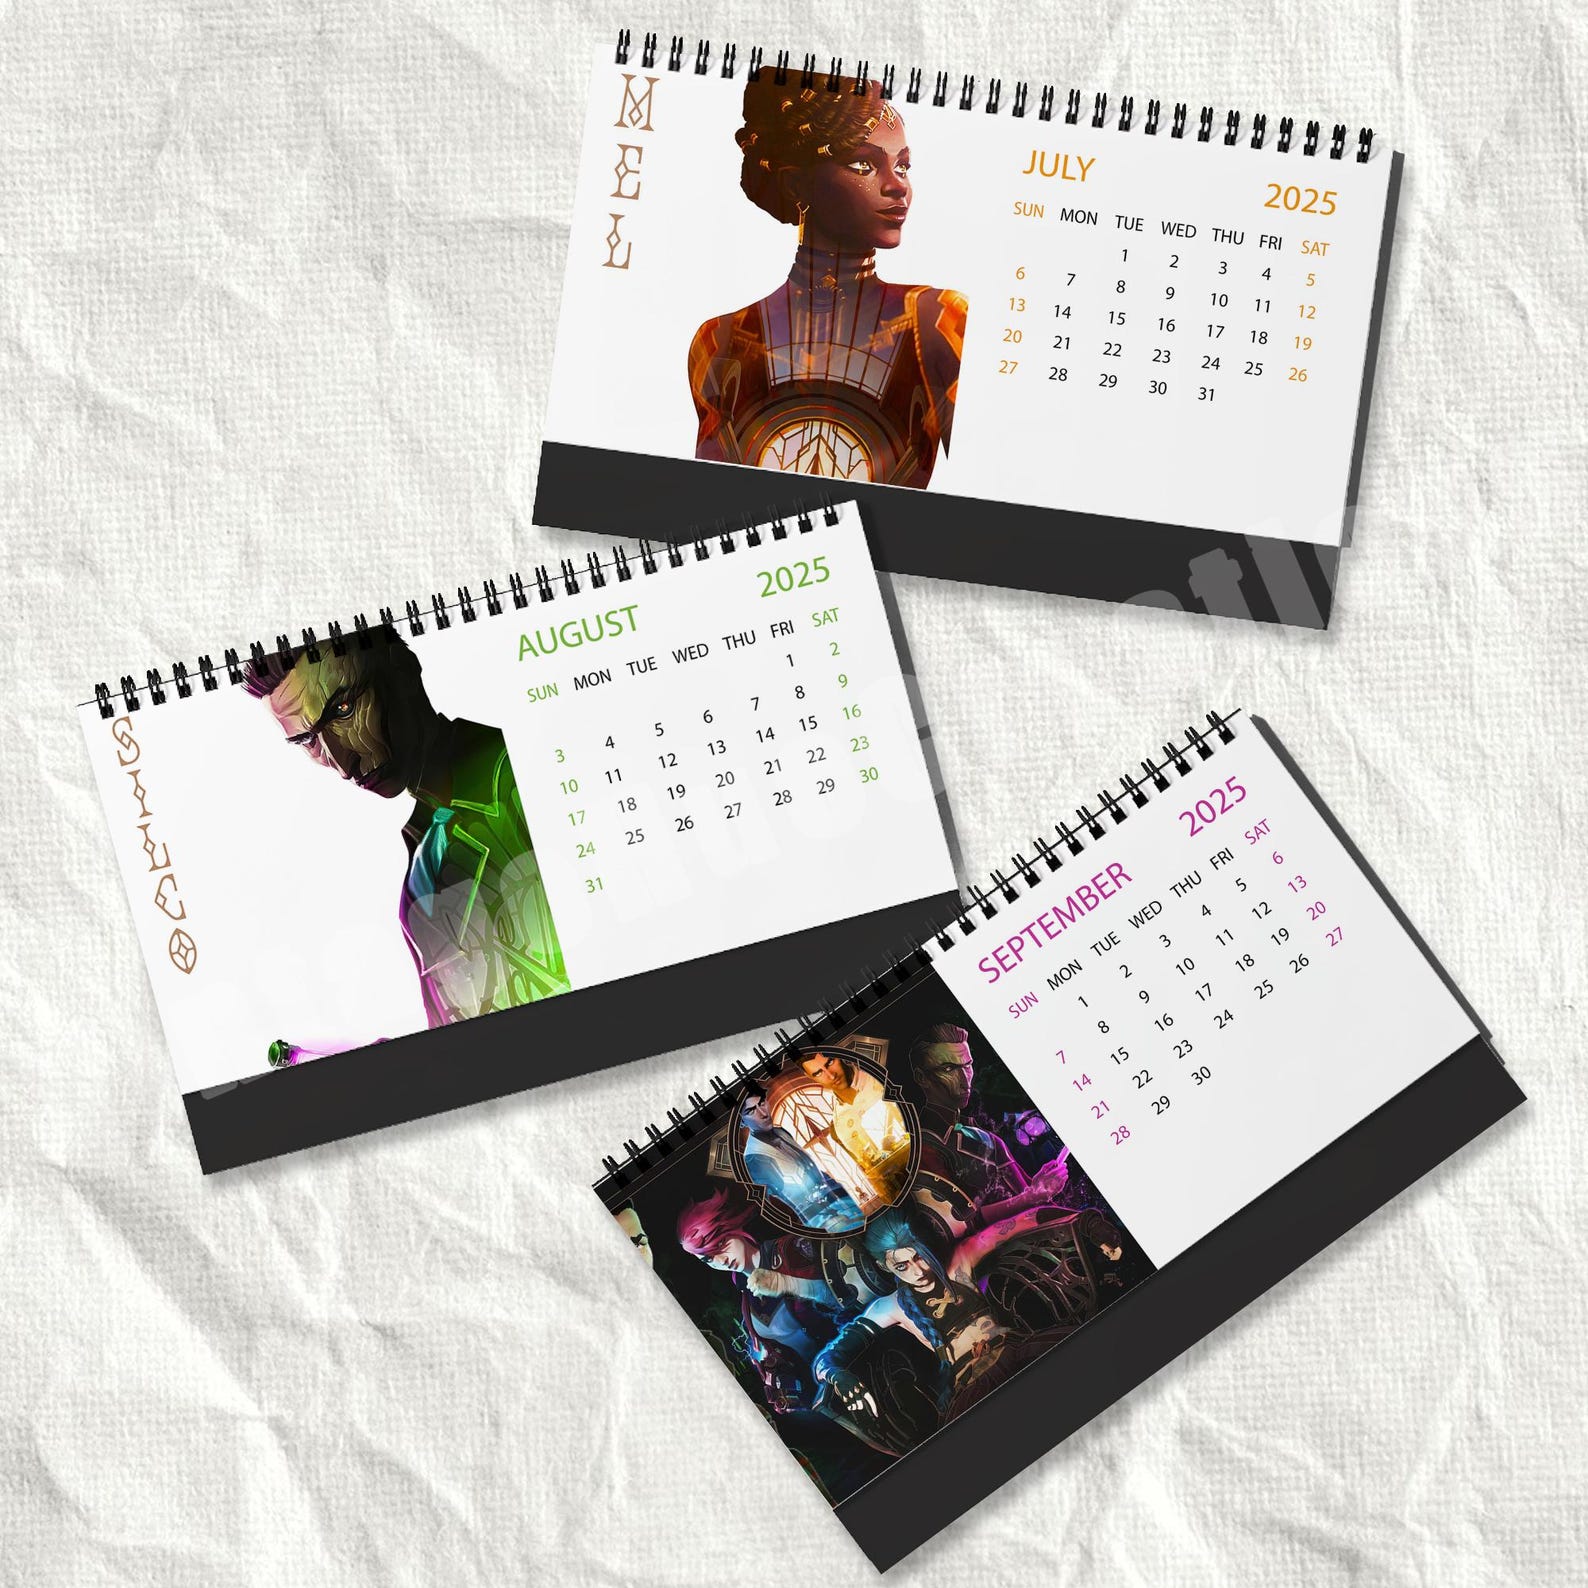 MEL
JULY 2025
SUN MON TUE WED THU FRI SAT
1 2 3 4 5
6 7 8 9 10 11 12
13 14 15 16 17 18 19
20 21 22 23 24 25 26
27 28 29 30 31
SILCO
AUGUST 2025
SUN MON TUE WED THU FRI SAT
1 2
3 4 5 6 7 8 9
10 11 12 13 14 15 16
17 18 19 20 21 22 23
24 25 26 27 28 29 30
31
SEPTEMBER 2025
SUN MON TUE WED THU FRI SAT
1 2 3 4 5 6
7 8 9 10 11 12 13
14 15 16 17 18 19 20
21 22 23 24 25 26 27
28 29 30